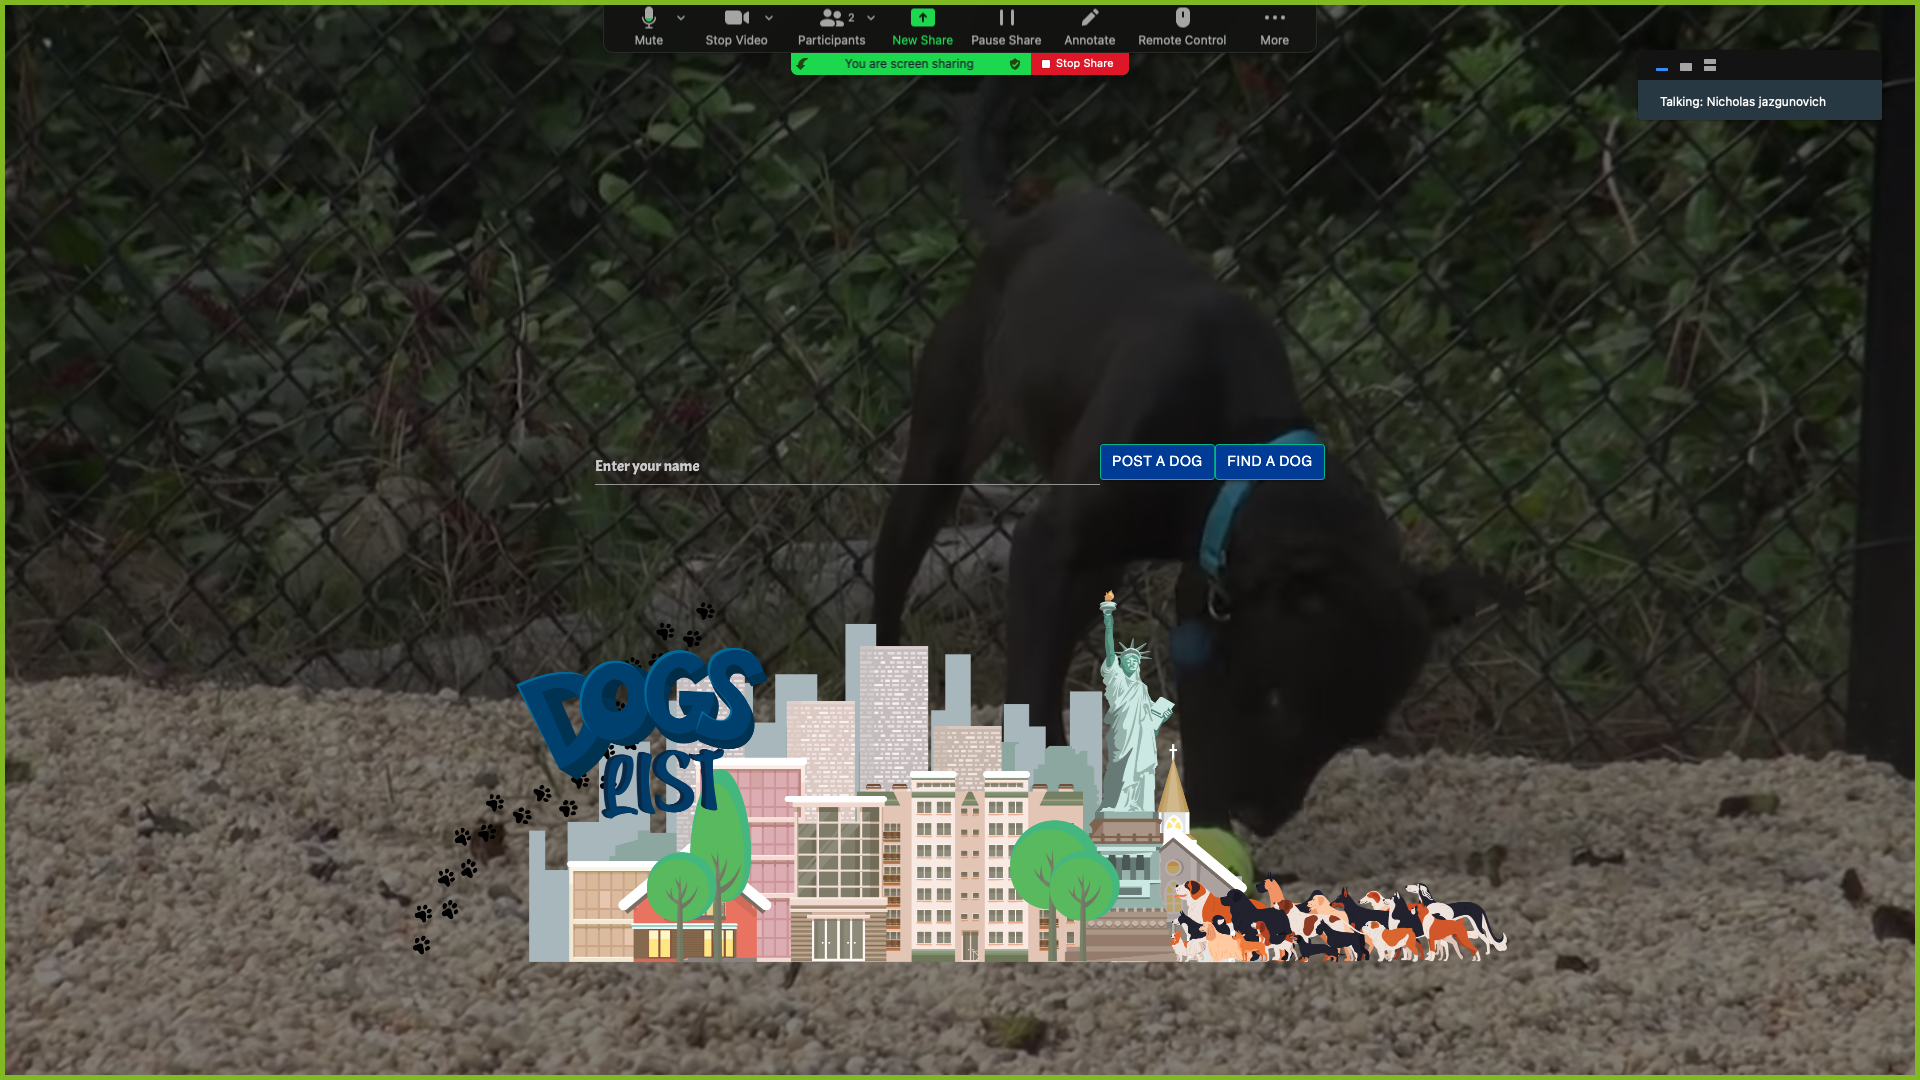 2
Mute
Stop Video
Participants
New Share
Pause Share
Annotate
Remote Control
More
You are screen sharing
Stop Share
Talking: Nicholas jazgunovich
Enter your name
POST A DOG
FIND A DOG
DOGS
LIST